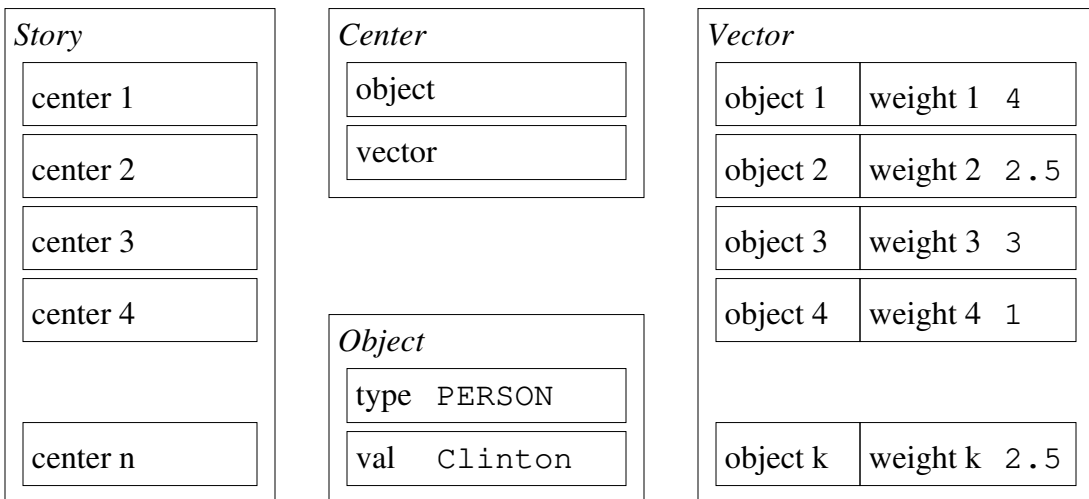 Story
center 1
center 2
center 3
center 4
center n
Center
object
vector
Object
type PERSON
val Clinton
Vector
object 1 weight 1 4
object 2 weight 2 2.5
object 3 weight 3 3
object 4 weight 4 1
object k weight k 2.5